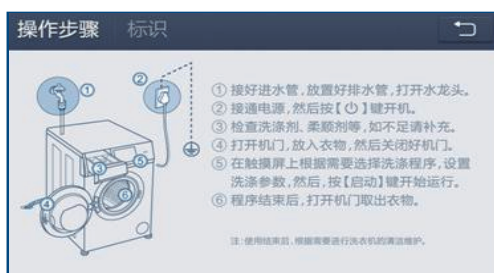 操作步骤 标识
① ②
① 接好进水管,放置好排水管,打开水龙头。
② 接通电源,然后按【⏻】键开机。
③ 检查洗涤剂、柔顺剂等,如不足请补充。
④ 打开机门,放入衣物,然后关闭好机门。
⑤ 在触摸屏上根据需要选择洗涤程序,设置
洗涤参数,然后,按【启动】键开始运行。
⑥ 程序结束后,打开机门取出衣物。
③ ⑤
④ ⑥
注:使用结束后,根据需要进行洗衣机的清洁维护。